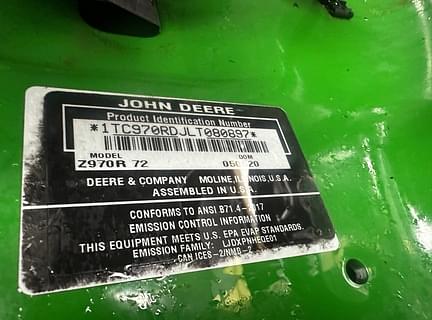 JOHN DEERE
Product Identification Number
*1TC970RDJLT080897*
MODEL DOM
Z970R 72 050 20
DEERE & COMPANY MOLINE, ILLINOIS, U.S.A.
ASSEMBLED IN U.S.A.
CONFORMS TO ANSI B71.4-2017
EMISSION CONTROL INFORMATION
THIS EQUIPMENT MEETS U.S. EPA EVAP STANDARDS.
EMISSION FAMILY: LJDXPNHEQE01
CAN ICES-2/NMB-2